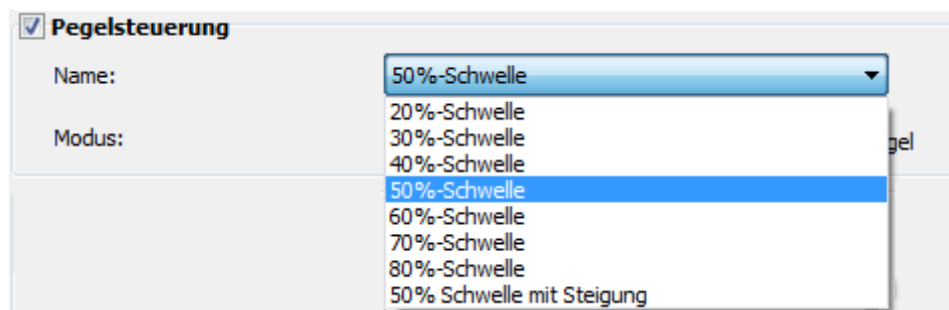 Pegelsteuerung
Name: 50%-Schwelle
20%-Schwelle
30%-Schwelle
Modus: gel
40%-Schwelle
50%-Schwelle
60%-Schwelle
70%-Schwelle
80%-Schwelle
50% Schwelle mit Steigung